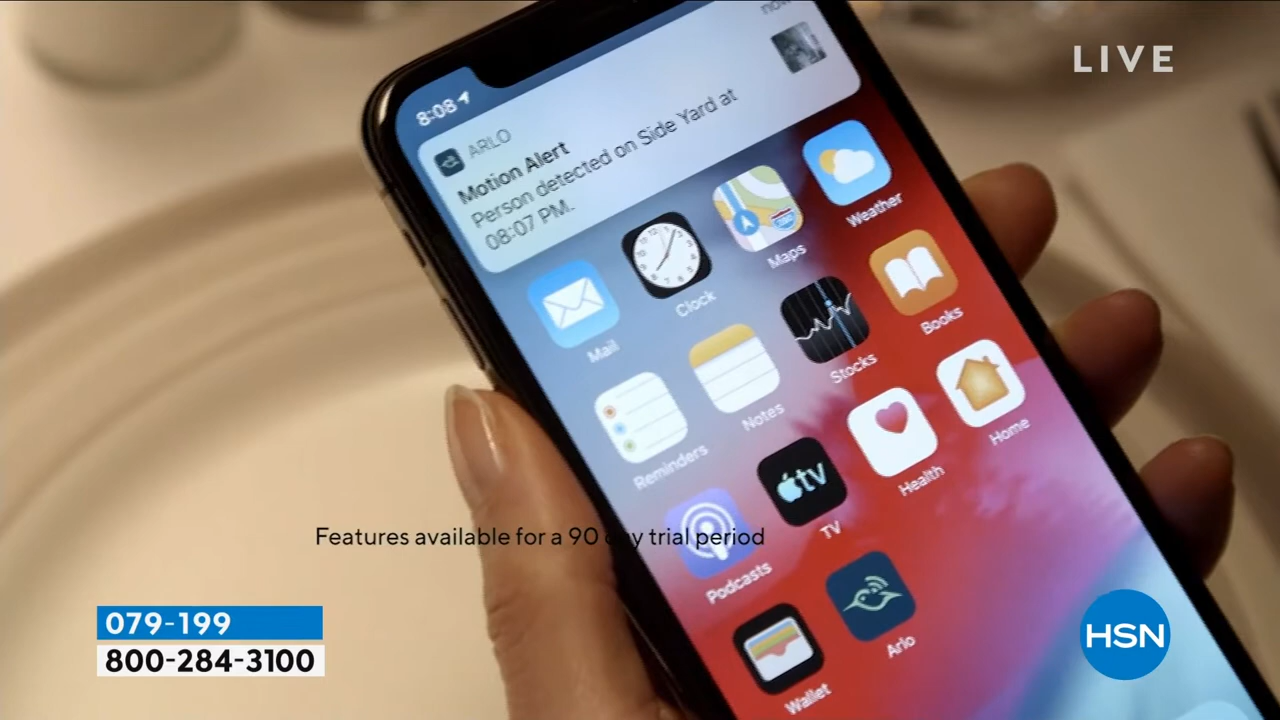 LIVE
8:08
ARLO
Motion Alert
Person detected on Side Yard at
08:07 PM.
Mail
Clock
Maps
Weather
Reminders
Notes
Stocks
Books
Podcasts
tv
TV
Health
Home
Wallet
Arlo
Features available for a 90 day trial period
079-199
800-284-3100
HSN